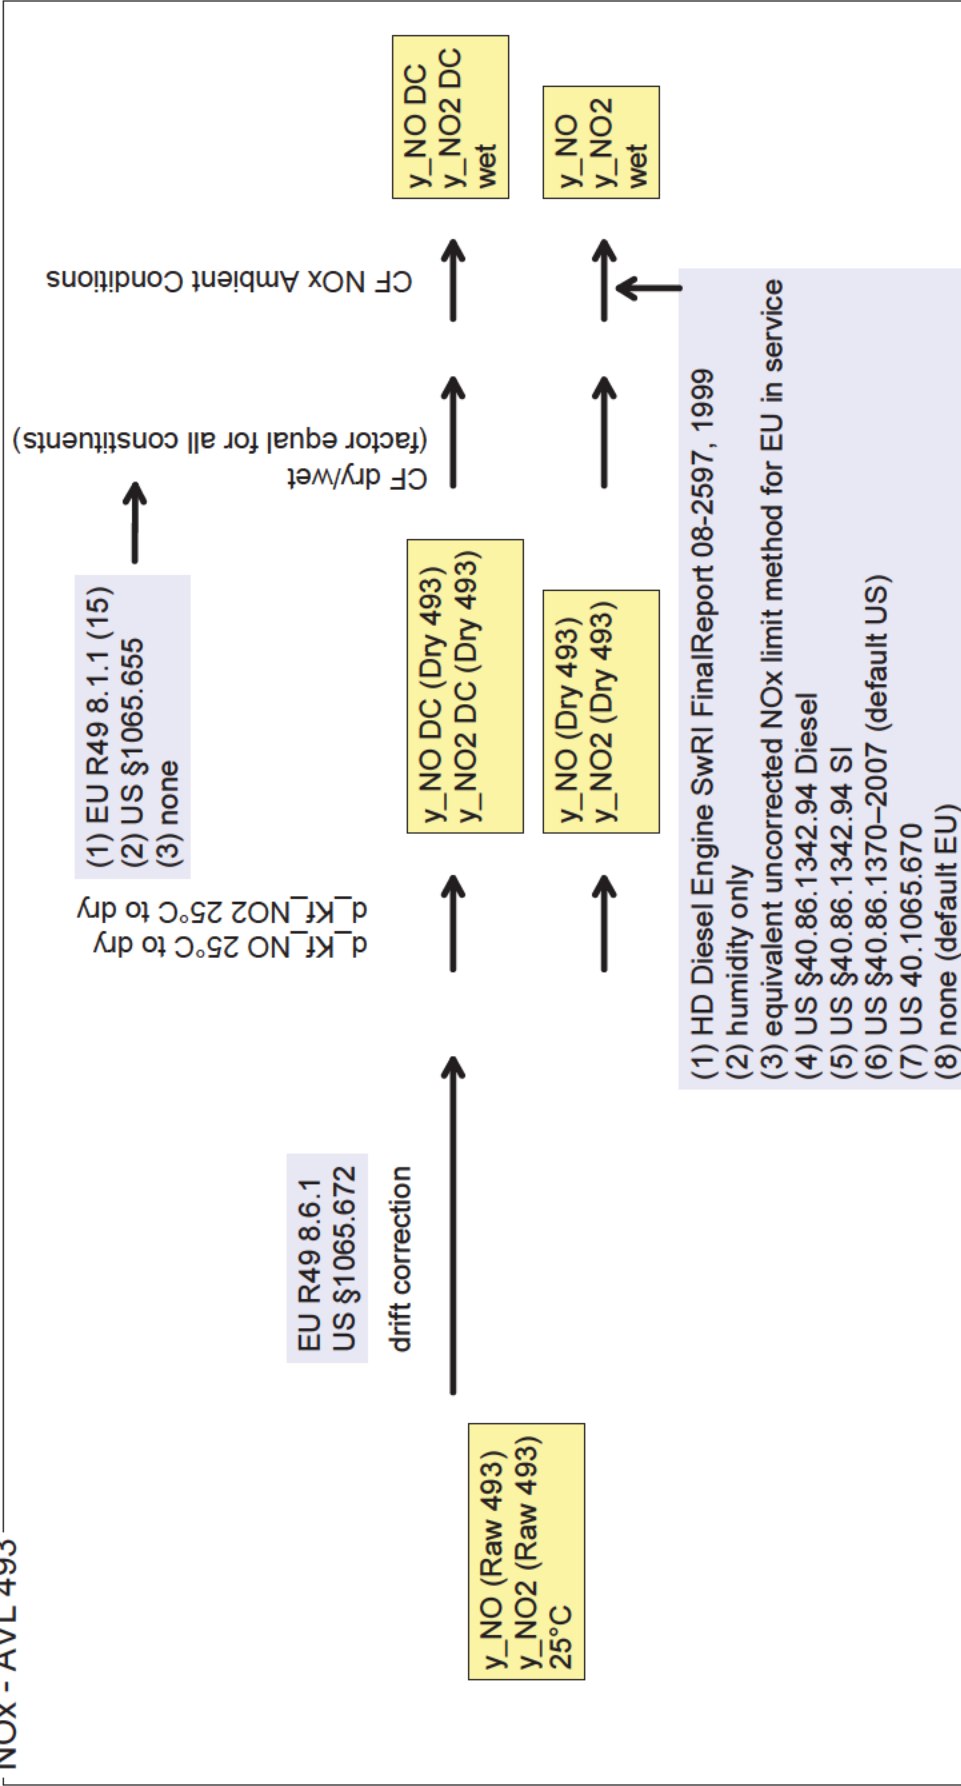 NOx - AVL 493
y_NO (Raw 493)
y_NO2 (Raw 493)
25°C
EU R49 8.6.1
US §1065.672
drift correction
d_Kf_NO 25°C to dry
d_Kf_NO2 25°C to dry
(1) EU R49 8.1.1 (15)
(2) US §1065.655
(3) none
y_NO DC (Dry 493)
y_NO2 DC (Dry 493)
y_NO (Dry 493)
y_NO2 (Dry 493)
CF dry/wet
(factor equal for all constituents)
CF NOx Ambient Conditions
y_NO DC
y_NO2 DC
wet
y_NO
y_NO2
wet
(1) HD Diesel Engine SwRI FinalReport 08-2597, 1999
(2) humidity only
(3) equivalent uncorrected NOx limit method for EU in service
(4) US §40.86.1342.94 Diesel
(5) US §40.86.1342.94 SI
(6) US §40.86.1370–2007 (default US)
(7) US 40.1065.670
(8) none (default EU)